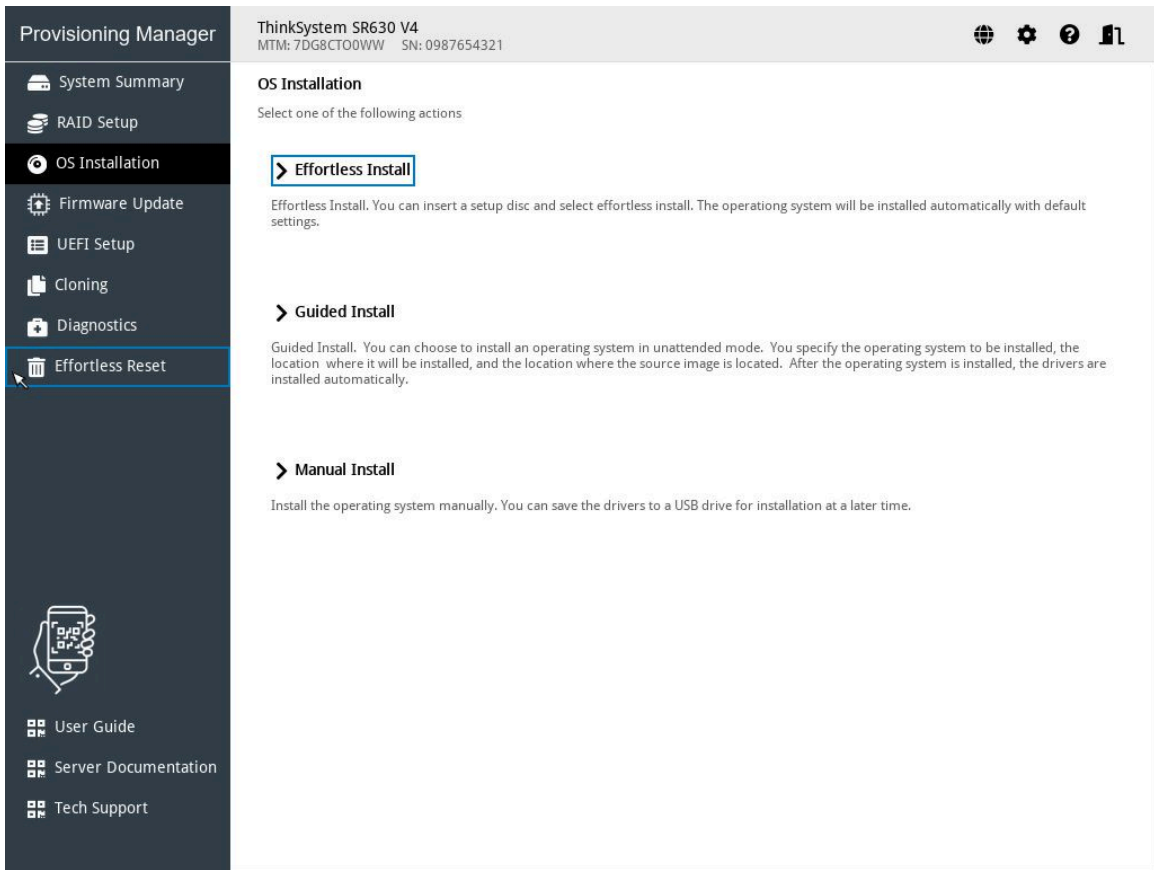 Provisioning Manager
ThinkSystem SR630 V4
MTM: 7DG8CTO0WW SN: 0987654321
System Summary
RAID Setup
OS Installation
Firmware Update
UEFI Setup
Cloning
Diagnostics
Effortless Reset
User Guide
Server Documentation
Tech Support
OS Installation
Select one of the following actions
Effortless Install
Effortless Install. You can insert a setup disc and select effortless install. The operationg system will be installed automatically with default
settings.
Guided Install
Guided Install. You can choose to install an operating system in unattended mode. You specify the operating system to be installed, the
location where it will be installed, and the location where the source image is located. After the operating system is installed, the drivers are
installed automatically.
Manual Install
Install the operating system manually. You can save the drivers to a USB drive for installation at a later time.